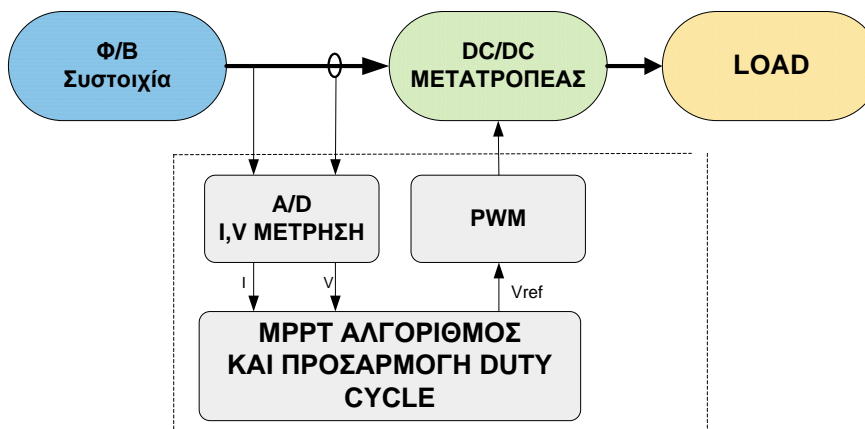 Φ/Β
Συστοιχία
DC/DC
ΜΕΤΑΤΡΟΠΕΑΣ
LOAD
A/D
I,V ΜΕΤΡΗΣΗ
PWM
I
V
Vref
MPPT ΑΛΓΟΡΙΘΜΟΣ
ΚΑΙ ΠΡΟΣΑΡΜΟΓΗ DUTY
CYCLE